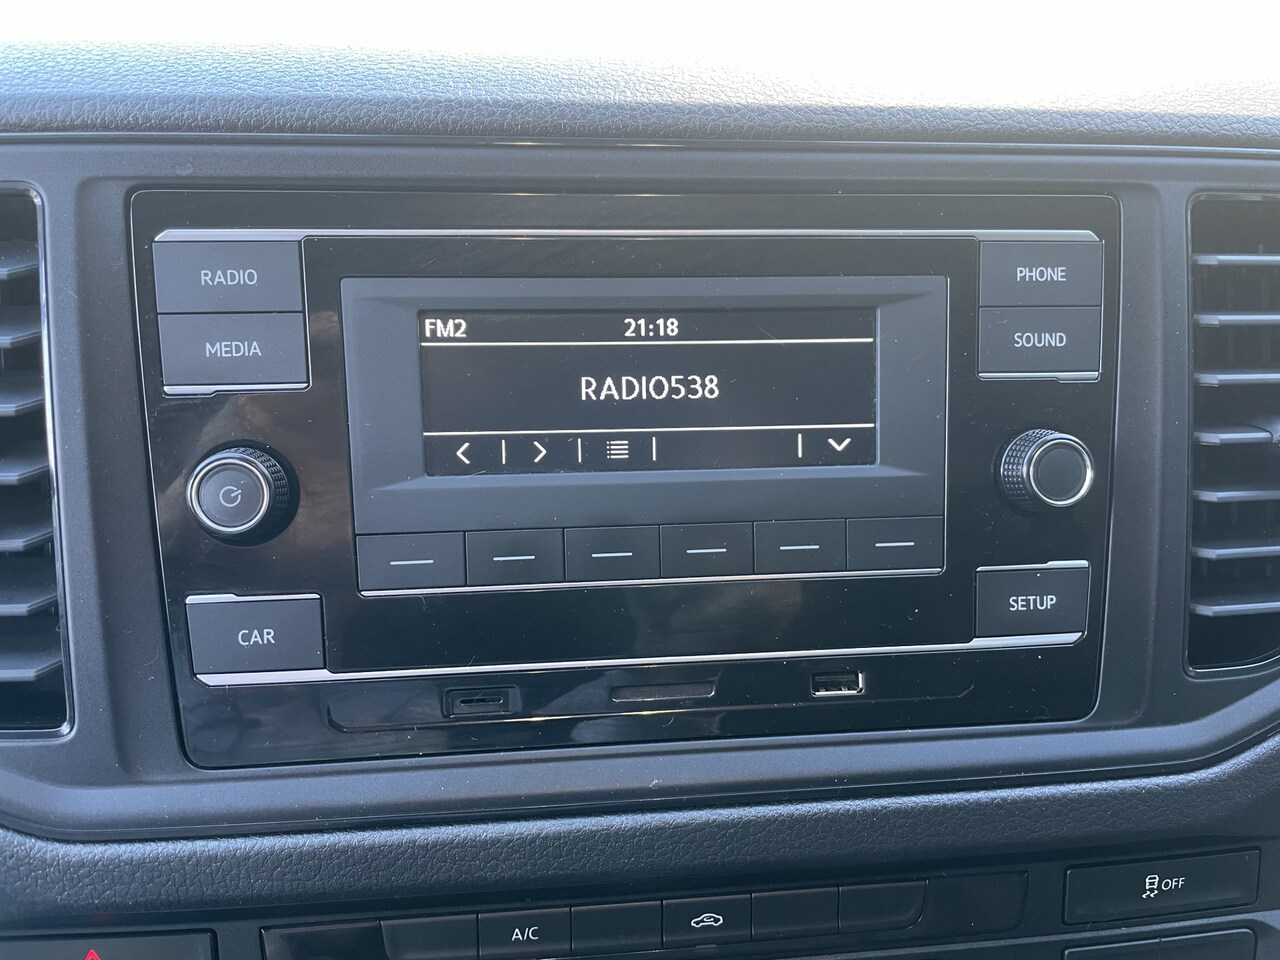 RADIO
MEDIA
FM2 21:18
RADIO538
PHONE
SOUND
CAR
SETUP
A/C
OFF